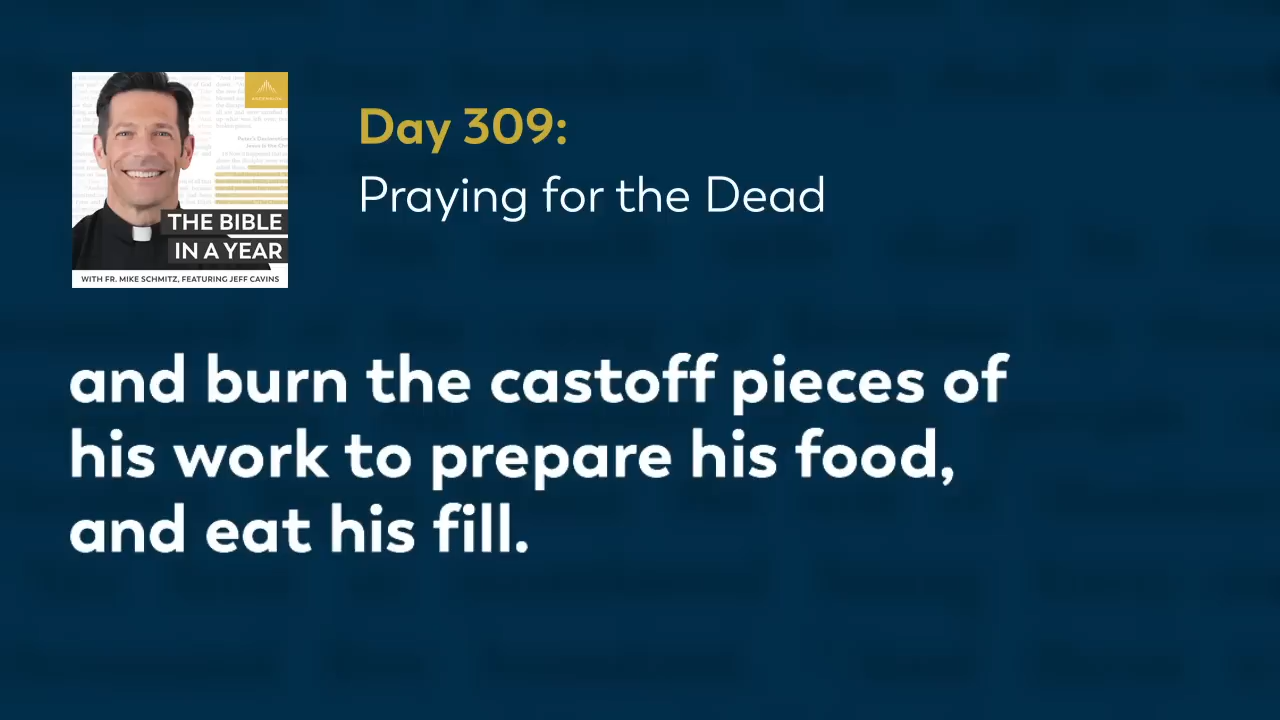 Day 309:
Praying for the Dead
THE BIBLE
IN A YEAR
WITH FR. MIKE SCHMITZ, FEATURING JEFF CAVINS
and burn the castoff pieces of
his work to prepare his food,
and eat his fill.